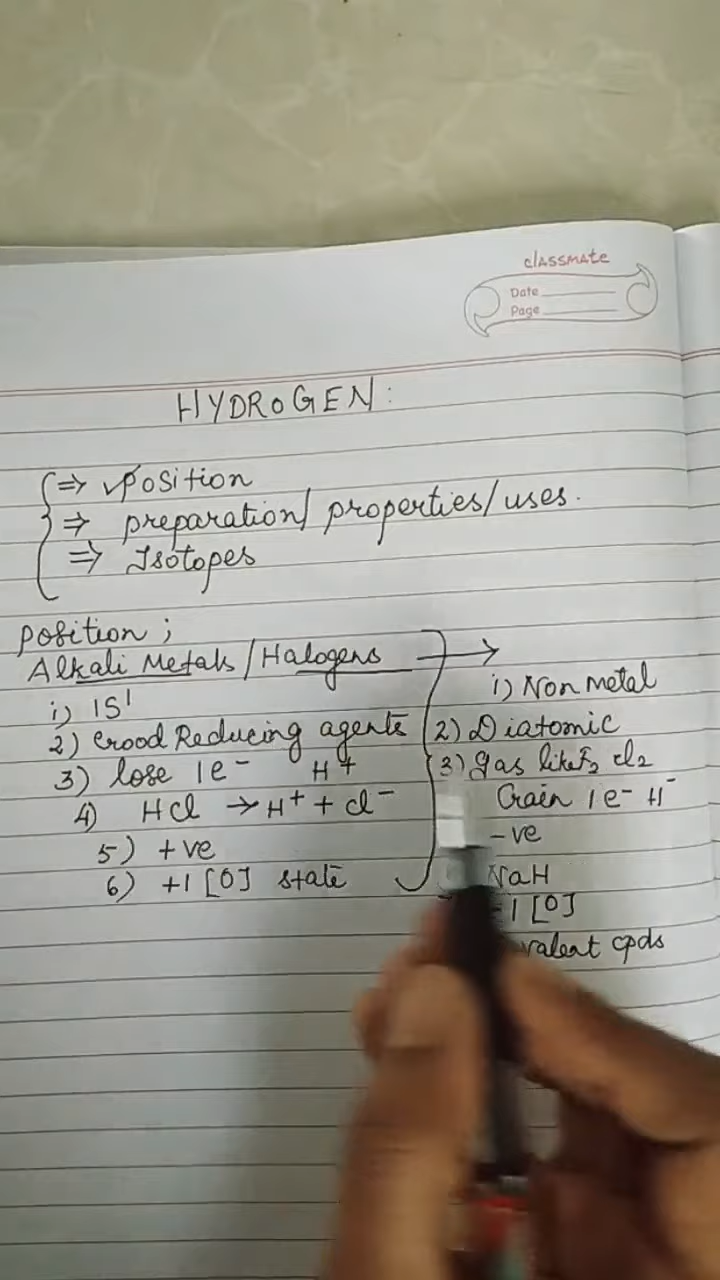 classmate
Date
Page
HYDROGEN:
⇒ Position
⇒ preparation/properties/uses.
⇒ Isotopes
position ;
Alkali Metals/Halogens →
i) 1S¹
2) Good Reducing agents
3) lose 1e⁻ H⁺
4) HCl → H⁺ + Cl⁻
5) +ve
6) +1 [O] state
i) Non metal
2) Diatomic
3) gas like F₂ Cl₂
Gain 1e⁻ H⁻
-ve
NaH
-1 [O]
cpds